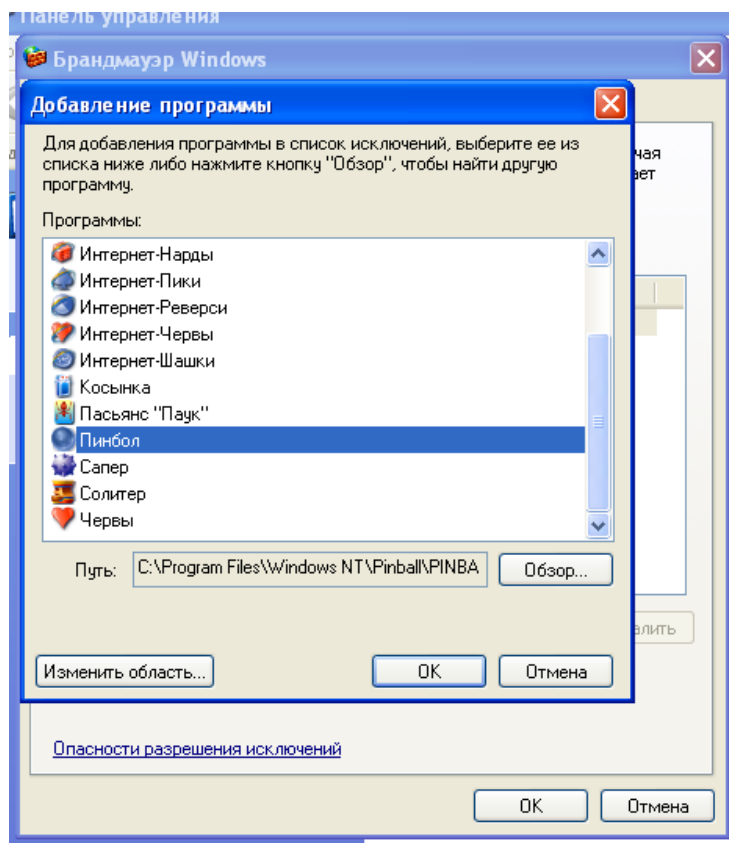 Панель управления
Брандмауэр Windows
Добавление программы
Для добавления программы в список исключений, выберите ее из
списка ниже либо нажмите кнопку "Обзор", чтобы найти другую
программу.
Программы:
Интернет-Нарды
Интернет-Пики
Интернет-Реверси
Интернет-Червы
Интернет-Шашки
Косынка
Пасьянс "Паук"
Пинбол
Сапер
Солитер
Червы
Путь: C:\Program Files\Windows NT\Pinball\PINBA Обзор...
Изменить область... OK Отмена
Опасности разрешения исключений
OK Отмена